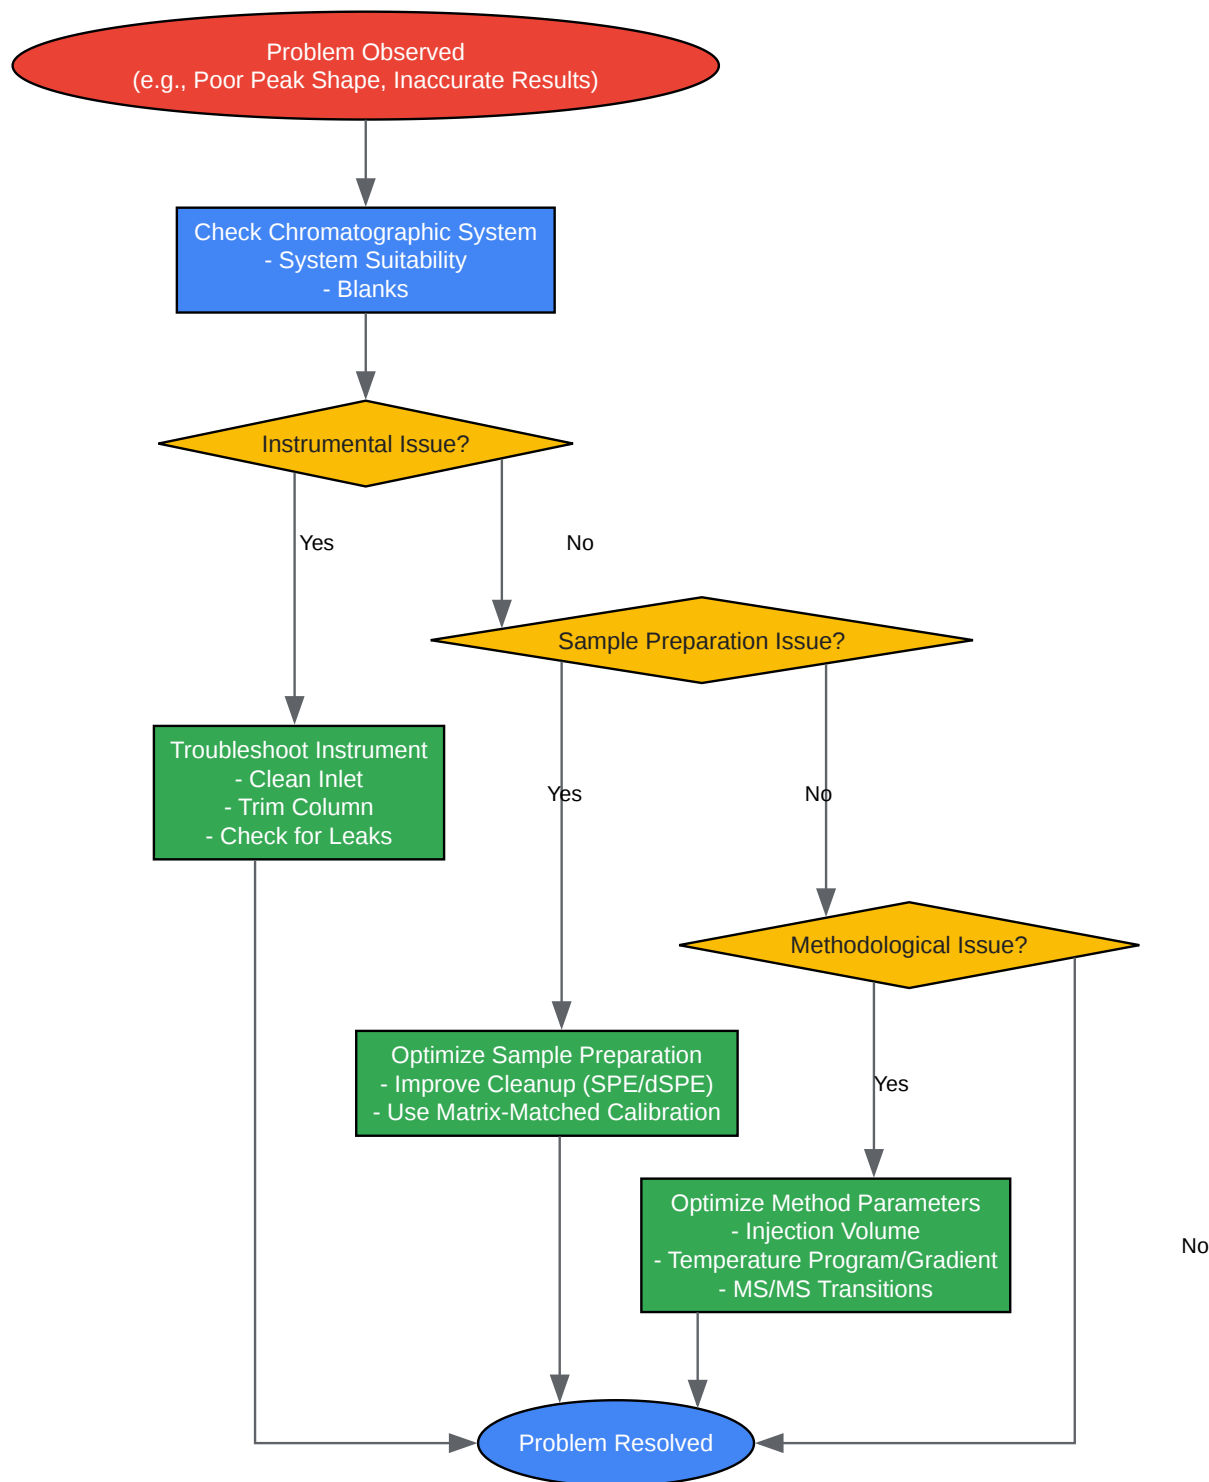 Problem Observed
(e.g., Poor Peak Shape, Inaccurate Results)
Check Chromatographic System
- System Suitability
- Blanks
Instrumental Issue?
Yes
No
Sample Preparation Issue?
Troubleshoot Instrument
- Clean Inlet
- Trim Column
- Check for Leaks
Yes
No
Methodological Issue?
Optimize Sample Preparation
- Improve Cleanup (SPE/dSPE)
- Use Matrix-Matched Calibration
Yes
Optimize Method Parameters
- Injection Volume
- Temperature Program/Gradient
- MS/MS Transitions
No
Problem Resolved